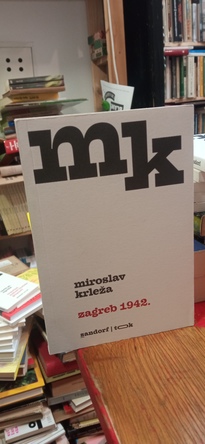 mk
miroslav
krleža
zagreb 1942.
sandorf |